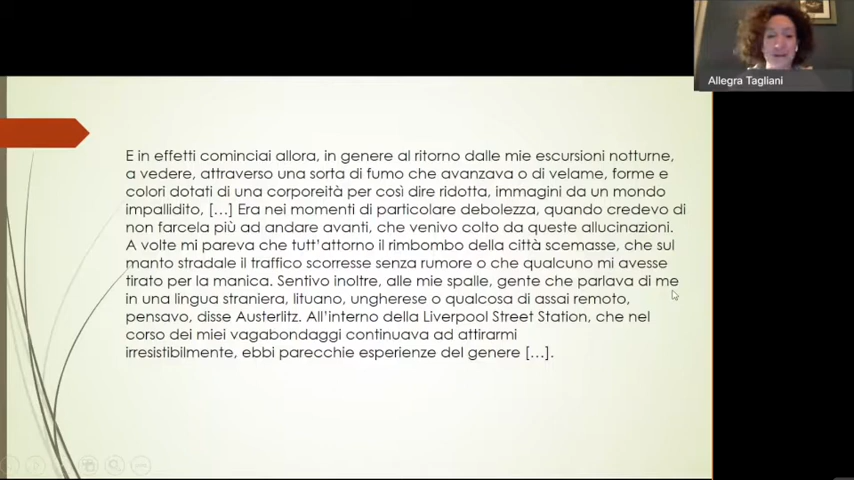 Allegra Tagliani
E in effetti cominciai allora, in genere al ritorno dalle mie escursioni notturne,
a vedere, attraverso una sorta di fumo che avanzava o di velame, forme e
colori dotati di una corporeità per così dire ridotta, immagini da un mondo
impallidito, […] Era nei momenti di particolare debolezza, quando credevo di
non farcela più ad andare avanti, che venivo colto da queste allucinazioni.
A volte mi pareva che tutt'attorno il rimbombo della città scemasse, che sul
manto stradale il traffico scorresse senza rumore o che qualcuno mi avesse
tirato per la manica. Sentivo inoltre, alle mie spalle, gente che parlava di me
in una lingua straniera, lituano, ungherese o qualcosa di assai remoto,
pensavo, disse Austerlitz. All'interno della Liverpool Street Station, che nel
corso dei miei vagabondaggi continuava ad attirarmi
irresistibilmente, ebbi parecchie esperienze del genere […].